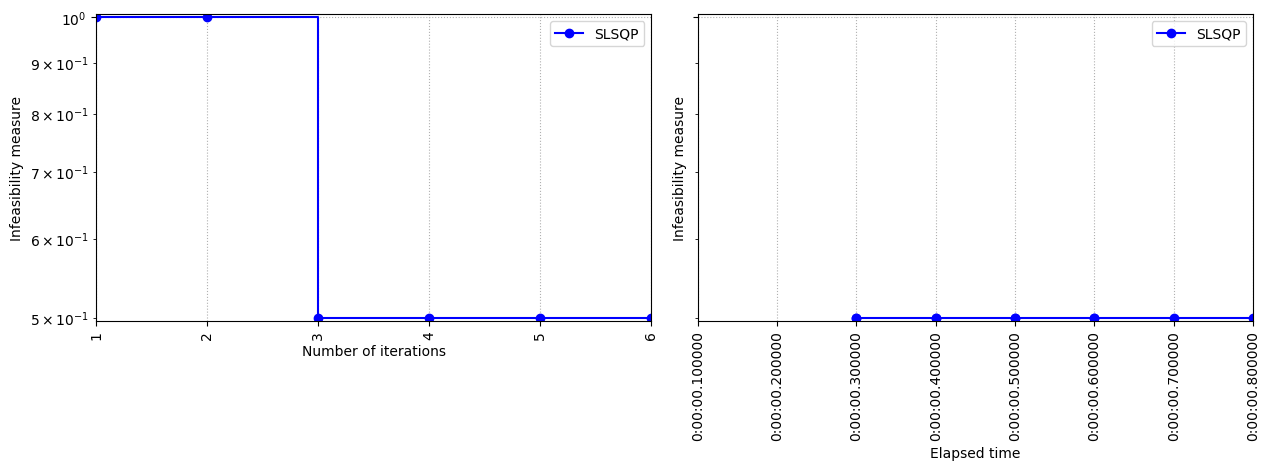 Infeasibility measure
10⁰
9 × 10⁻¹
8 × 10⁻¹
7 × 10⁻¹
6 × 10⁻¹
5 × 10⁻¹
SLSQP
1
2
3
4
5
6
Number of iterations
Infeasibility measure
SLSQP
0:00:00.100000
0:00:00.200000
0:00:00.300000
0:00:00.400000
0:00:00.500000
0:00:00.600000
0:00:00.700000
0:00:00.800000
Elapsed time